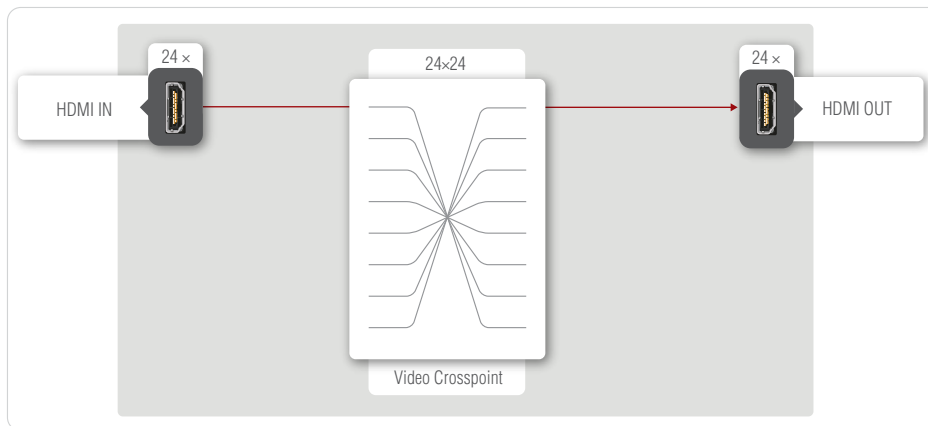 24 ×
24×24
24 ×
HDMI IN
HDMI OUT
Video Crosspoint